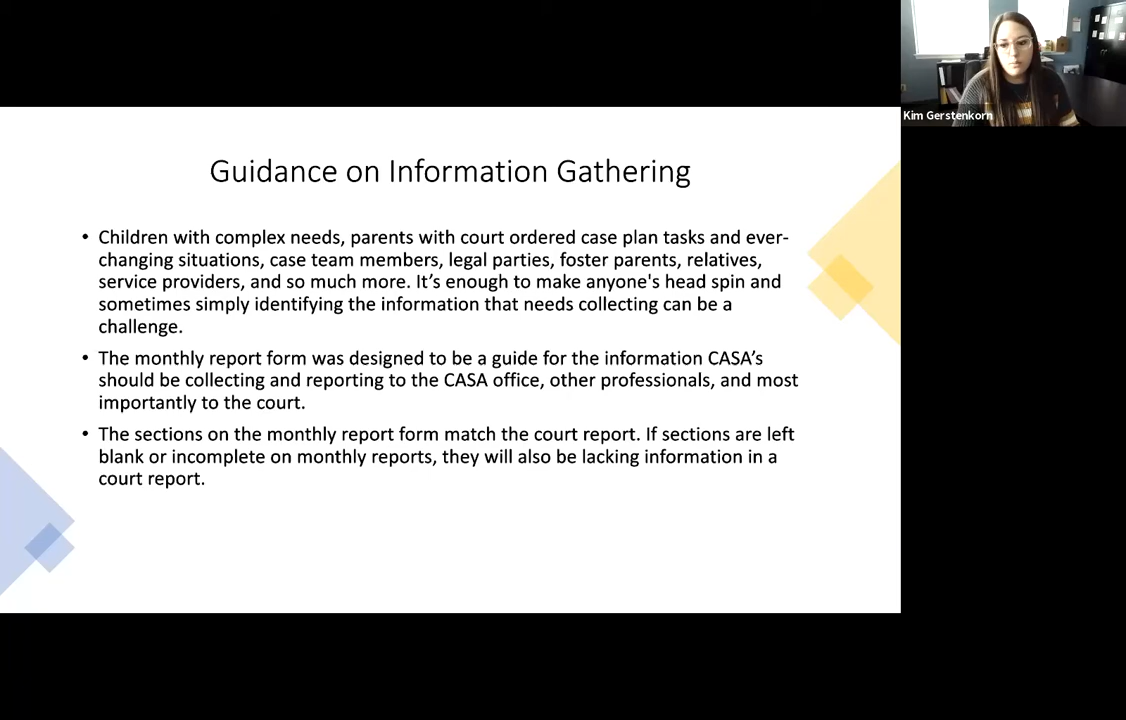 Kim Gerstenkorn
Guidance on Information Gathering
• Children with complex needs, parents with court ordered case plan tasks and ever-
changing situations, case team members, legal parties, foster parents, relatives,
service providers, and so much more. It’s enough to make anyone's head spin and
sometimes simply identifying the information that needs collecting can be a
challenge.
• The monthly report form was designed to be a guide for the information CASA’s
should be collecting and reporting to the CASA office, other professionals, and most
importantly to the court.
• The sections on the monthly report form match the court report. If sections are left
blank or incomplete on monthly reports, they will also be lacking information in a
court report.